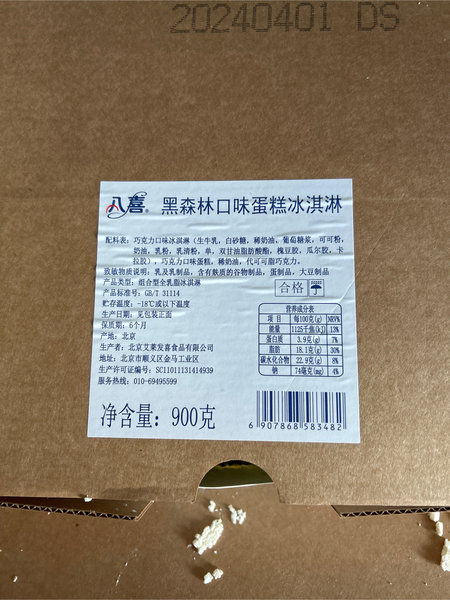 20240401 DS
八喜® 黑森林口味蛋糕冰淇淋
配料表：巧克力口味冰淇淋（生牛乳，白砂糖，稀奶油、葡萄糖浆，可可粉，
奶油、乳粉，乳清粉，单，双甘油脂肪酸酯，槐豆胶，瓜尔胶，卡
拉胶），巧克力口味蛋糕，稀奶油，代可可脂巧克力。
致敏物质说明：乳及乳制品，含有麸质的谷物制品，蛋制品，大豆制品
产品类型：组合型全乳脂冰淇淋
产品标准号：GB/T 31114
贮存温度：-18℃或以下温度
生产日期：见包装正面
保质期：6个月
产地：北京
生产者：北京艾莱发喜食品有限公司
地址：北京市顺义区金马工业区
生产许可证编号：SC11011131414939
服务热线：010-69495599
净含量：900克
合格
营养成分表
项目 每100克(g) NRV%
能量 1125千焦(kJ) 13%
蛋白质 3.9克(g) 7%
脂肪 18.1克(g) 30%
碳水化合物 22.9克(g) 8%
钠 74毫克(mg) 4%
6 907868 583482